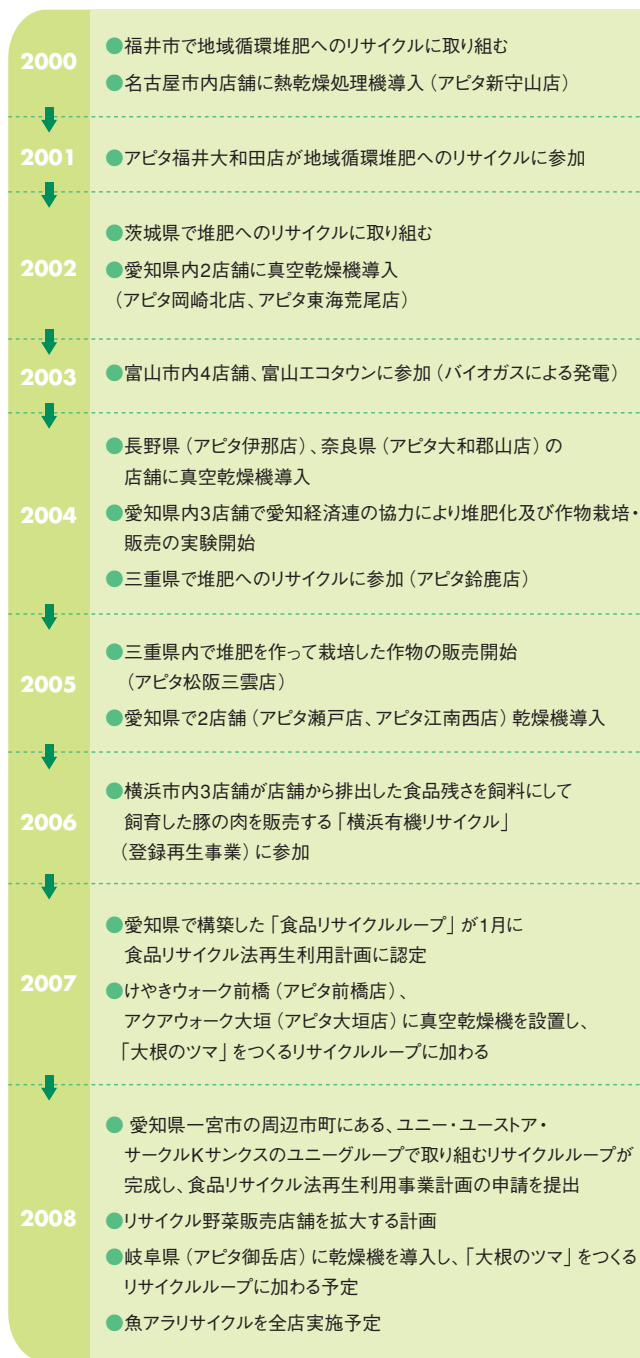 2000
●福井市で地域循環堆肥へのリサイクルに取り組む
●名古屋市内店舗に熱乾燥処理機導入（アピタ新守山店）
2001
●アピタ福井大和田店が地域循環堆肥へのリサイクルに参加
2002
●茨城県で堆肥へのリサイクルに取り組む
●愛知県内2店舗に真空乾燥機導入
（アピタ岡崎北店、アピタ東海荒尾店）
2003
●富山市内4店舗、富山エコタウンに参加（バイオガスによる発電）
2004
●長野県（アピタ伊那店）、奈良県（アピタ大和郡山店）の
店舗に真空乾燥機導入
●愛知県内3店舗で愛知経済連の協力により堆肥化及び作物栽培・
販売の実験開始
●三重県で堆肥へのリサイクルに参加（アピタ鈴鹿店）
2005
●三重県内で堆肥を作って栽培した作物の販売開始
（アピタ松阪三雲店）
●愛知県で2店舗（アピタ瀬戸店、アピタ江南西店）乾燥機導入
2006
●横浜市内3店舗が店舗から排出した食品残さを飼料にして
飼育した豚の肉を販売する「横浜有機リサイクル」
（登録再生事業）に参加
2007
●愛知県で構築した「食品リサイクルループ」が1月に
食品リサイクル法再生利用計画に認定
●けやきウォーク前橋（アピタ前橋店）、
アクアウォーク大垣（アピタ大垣店）に真空乾燥機を設置し、
「大根のツマ」をつくるリサイクルループに加わる
2008
●愛知県一宮市の周辺市町にある、ユニー・ユーストア・
サークルKサンクスのユニーグループで取り組むリサイクルループが
完成し、食品リサイクル法再生利用事業計画の申請を提出
●リサイクル野菜販売店舗を拡大する計画
●岐阜県（アピタ御岳店）に乾燥機を導入し、「大根のツマ」をつくる
リサイクルループに加わる予定
●魚アラリサイクルを全店実施予定